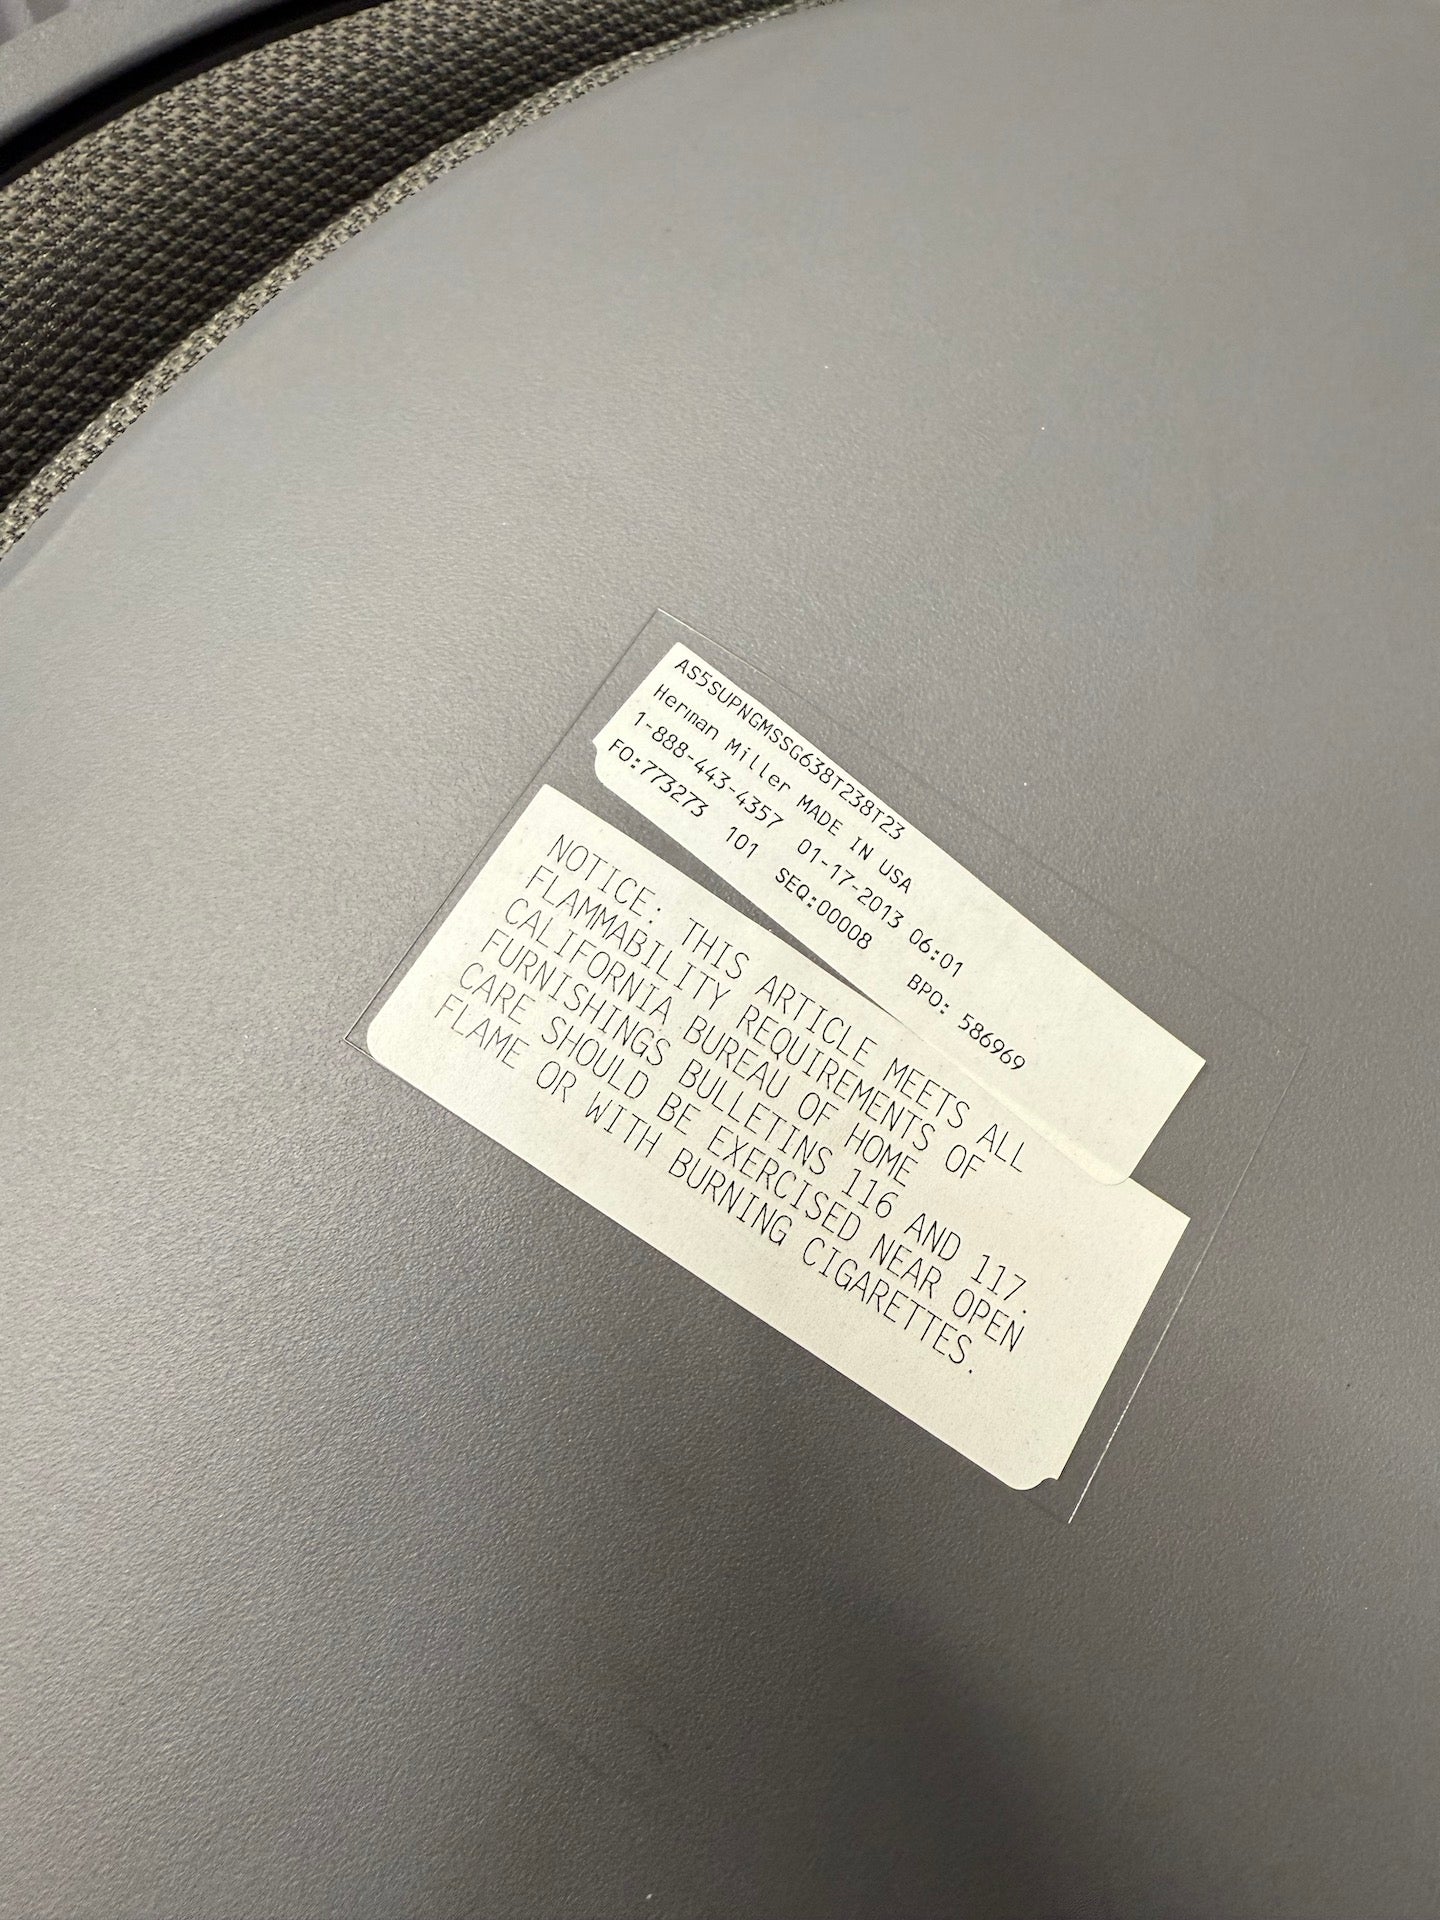 AS5SUPNGMSSG638T238T23
Herman Miller MADE IN USA
1-888-443-4357 01-17-2013 06:01
FO:773273 101 SEQ:00008 BPO: 586969
NOTICE: THIS ARTICLE MEETS ALL
FLAMMABILITY REQUIREMENTS OF
CALIFORNIA BUREAU OF HOME
FURNISHINGS BULLETINS 116 AND 117.
CARE SHOULD BE EXERCISED NEAR OPEN
FLAME OR WITH BURNING CIGARETTES.